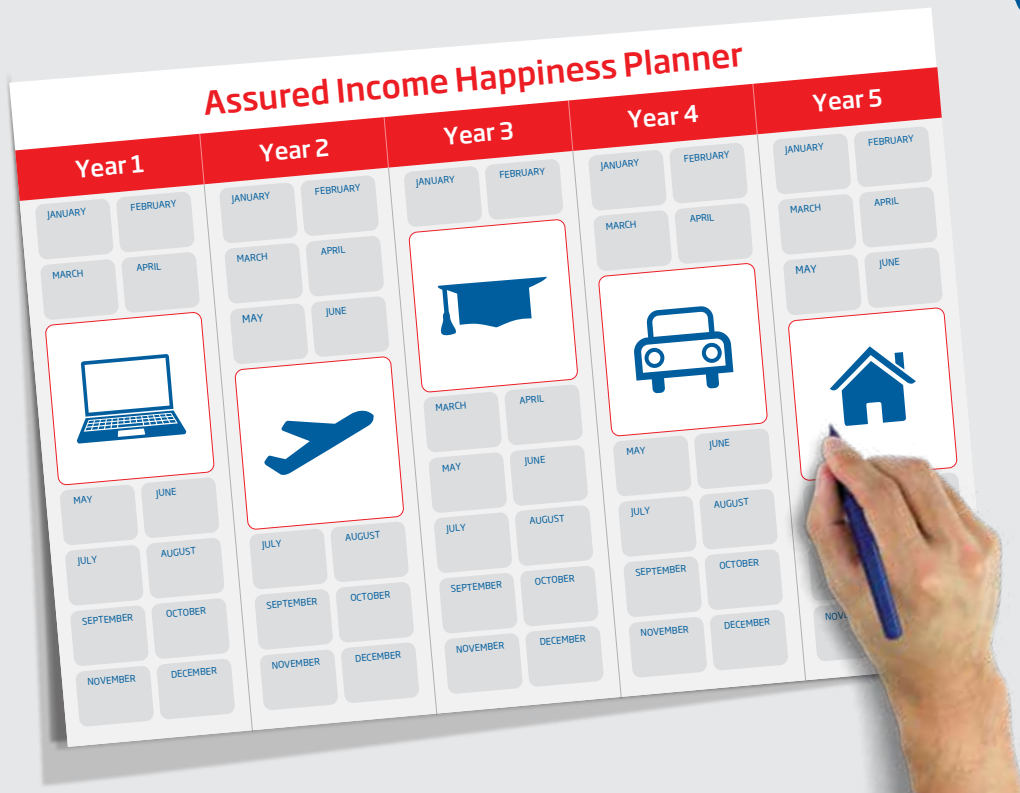 Assured Income Happiness Planner
Year 1
JANUARY FEBRUARY
MARCH APRIL
MAY JUNE
JULY AUGUST
SEPTEMBER OCTOBER
NOVEMBER DECEMBER
Year 2
JANUARY FEBRUARY
MARCH APRIL
MAY JUNE
JULY AUGUST
SEPTEMBER OCTOBER
NOVEMBER DECEMBER
Year 3
JANUARY FEBRUARY
MARCH APRIL
MAY JUNE
JULY AUGUST
SEPTEMBER OCTOBER
NOVEMBER DECEMBER
Year 4
JANUARY FEBRUARY
MARCH APRIL
MAY JUNE
JULY AUGUST
SEPTEMBER OCTOBER
NOVEMBER DECEMBER
Year 5
JANUARY FEBRUARY
MARCH APRIL
MAY JUNE